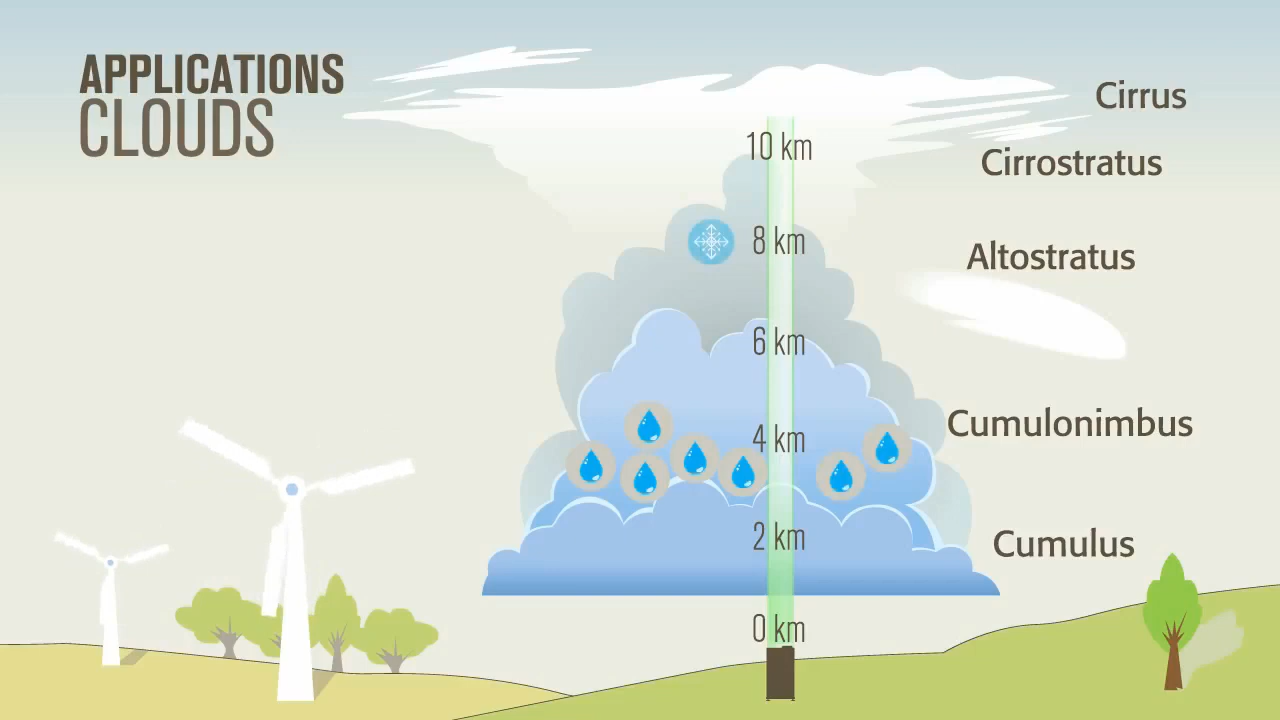 APPLICATIONS
CLOUDS
Cirrus
10 km
Cirrostratus
8 km
Altostratus
6 km
Cumulonimbus
4 km
2 km
Cumulus
0 km